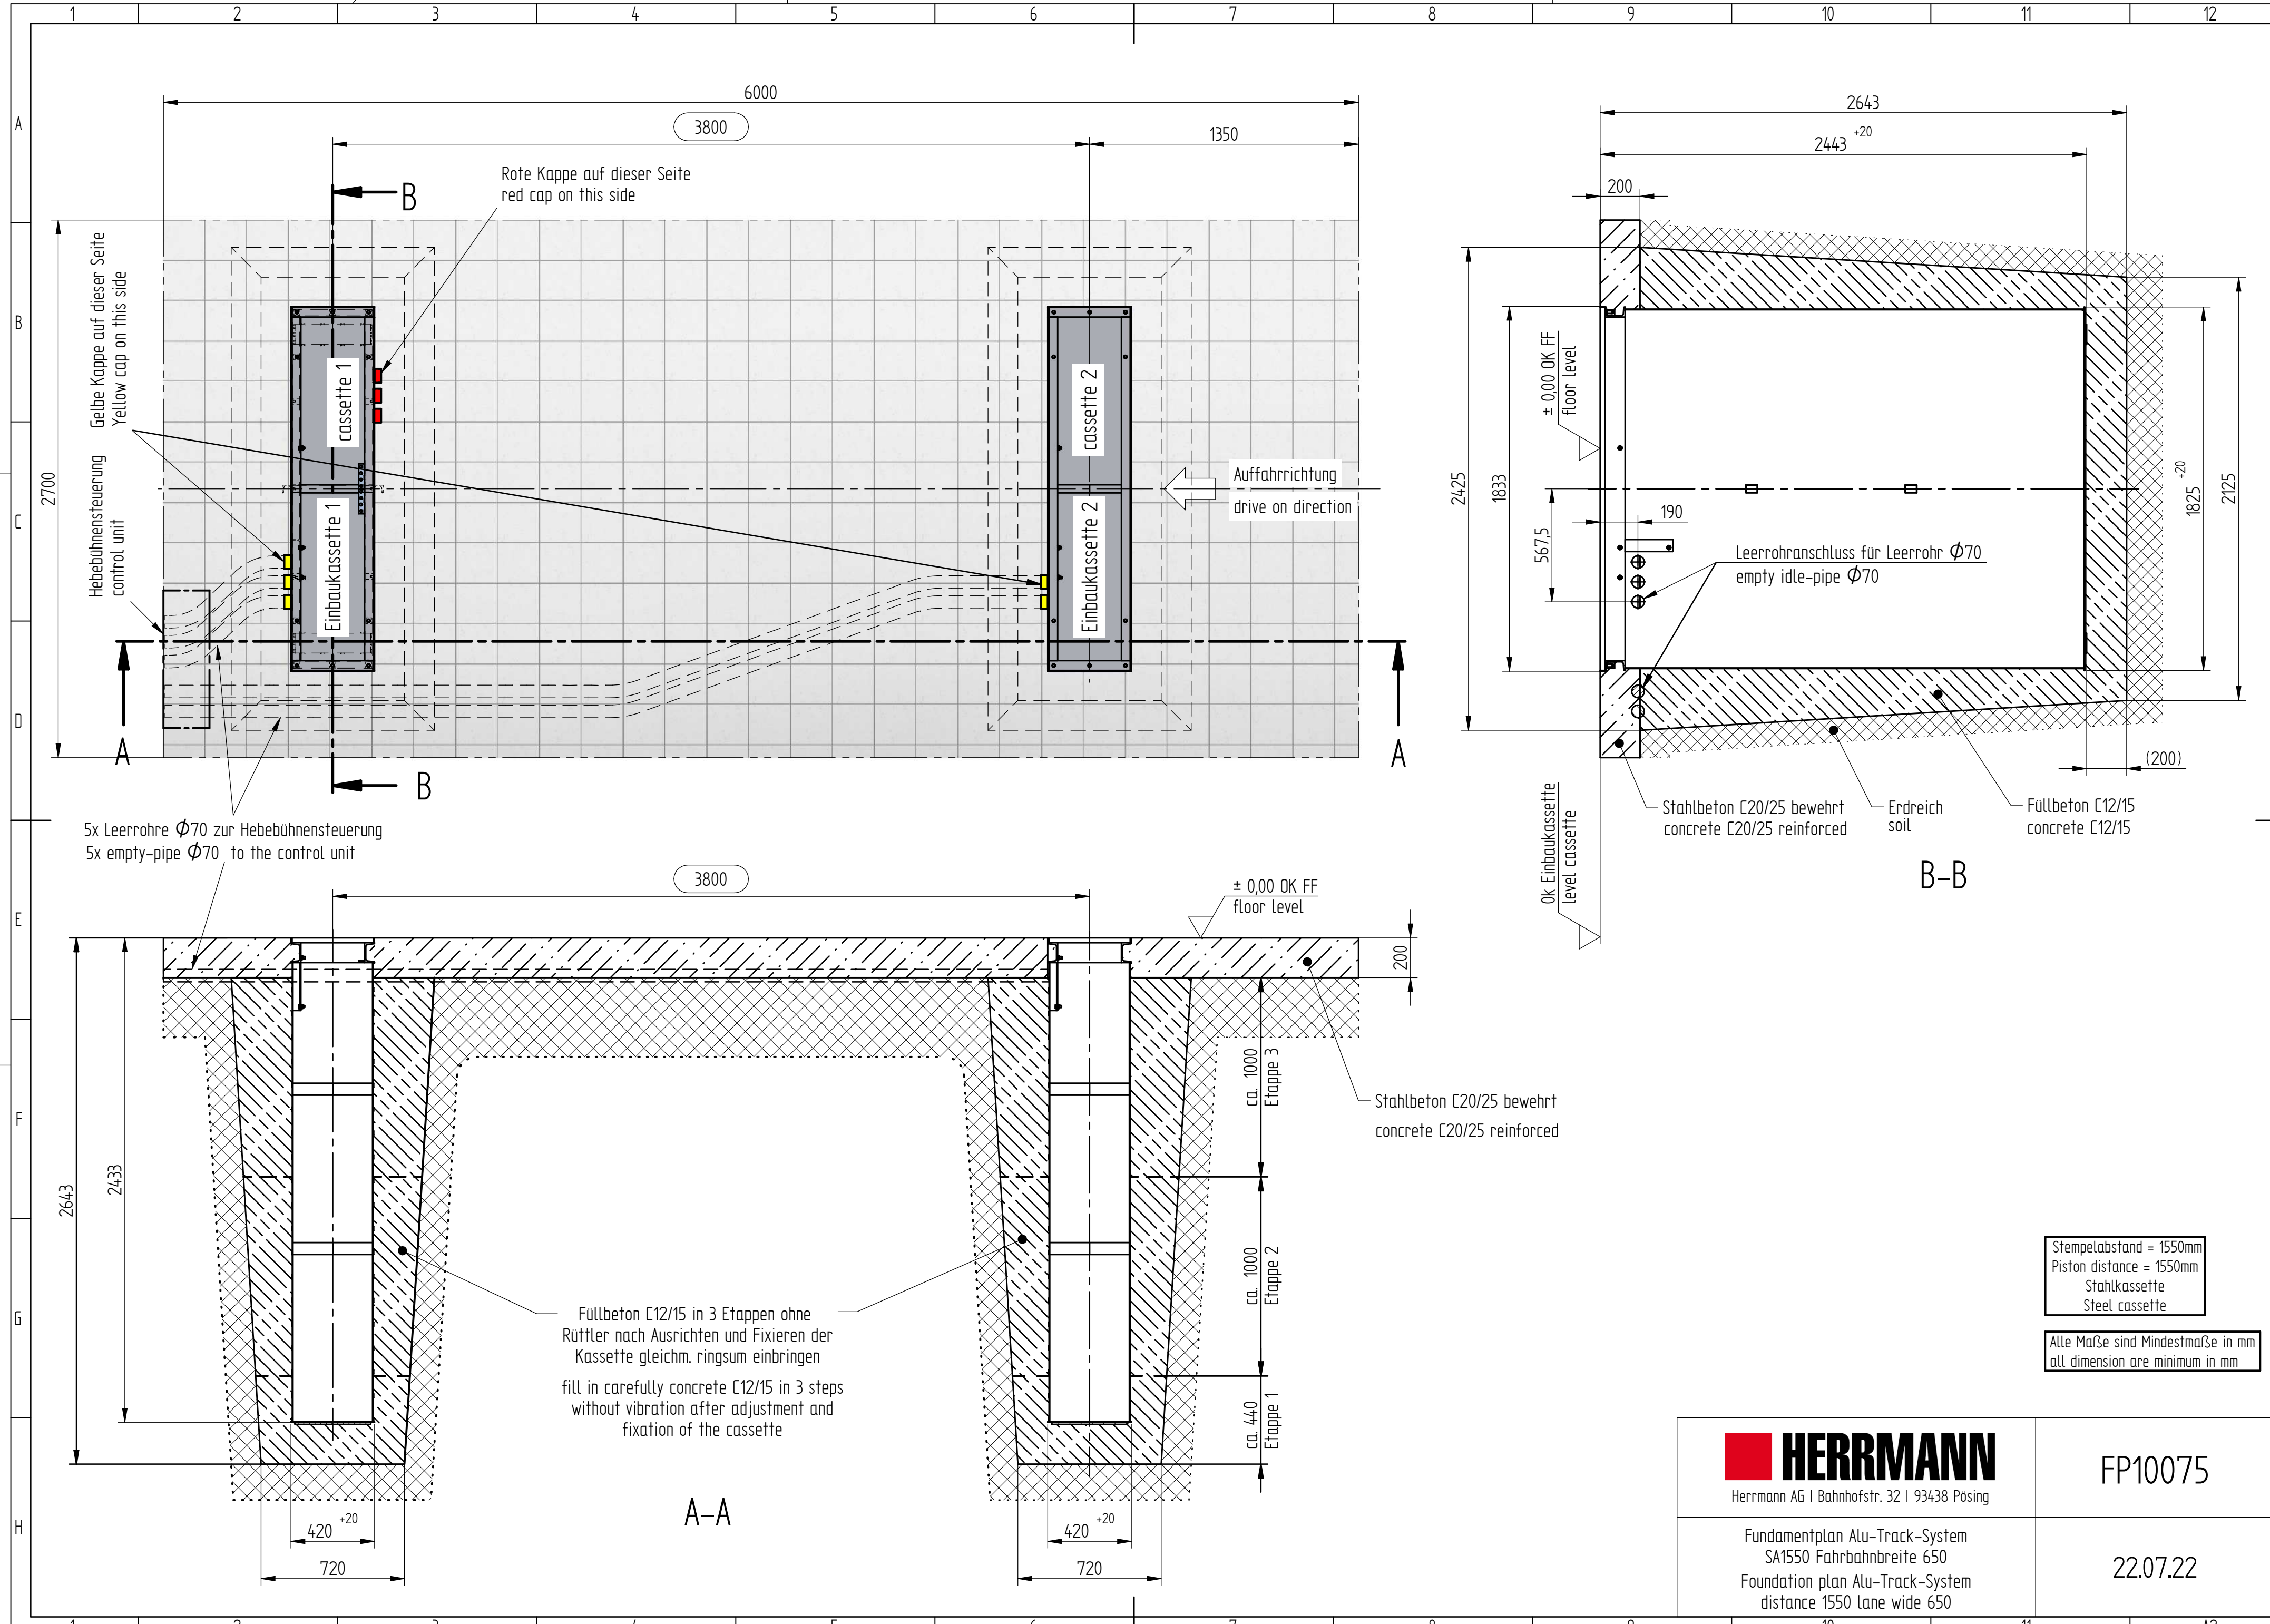 1 2 3 4 5 6 7 8 9 10 11 12
A
B
C
D
E
F
G
H
6000
3800
1350
B
Rote Kappe auf dieser Seite
red cap on this side
Gelbe Kappe auf dieser Seite
Yellow cap on this side
Hebebühnensteuerung
control unit
2700
cassette 1
Einbaukassette 1
cassette 2
Einbaukassette 2
Auffahrrichtung
drive on direction
A
A
B
5x Leerrohre Φ70 zur Hebebühnensteuerung
5x empty-pipe Φ70 to the control unit
2643
2443 +20
200
± 0,00 OK FF
floor level
2425
1833
567,5
190
Leerrohranschluss für Leerrohr Φ70
empty idle-pipe Φ70
1825 +20
2125
(200)
Stahlbeton C20/25 bewehrt
concrete C20/25 reinforced
Erdreich
soil
Füllbeton C12/15
concrete C12/15
Ok Einbaukassette
level cassette
B-B
3800
± 0,00 OK FF
floor level
200
2643
2433
ca. 1000
Etappe 3
ca. 1000
Etappe 2
ca. 440
Etappe 1
Stahlbeton C20/25 bewehrt
concrete C20/25 reinforced
Füllbeton C12/15 in 3 Etappen ohne
Rüttler nach Ausrichten und Fixieren der
Kassette gleichm. ringsum einbringen
fill in carefully concrete C12/15 in 3 steps
without vibration after adjustment and
fixation of the cassette
A-A
420 +20
720
420 +20
720
Stempelabstand = 1550mm
Piston distance = 1550mm
Stahlkassette
Steel cassette
Alle Maße sind Mindestmaße in mm
all dimension are minimum in mm
HERRMANN
Herrmann AG | Bahnhofstr. 32 | 93438 Pösing
FP10075
Fundamentplan Alu-Track-System
SA1550 Fahrbahnbreite 650
Foundation plan Alu-Track-System
distance 1550 lane wide 650
22.07.22